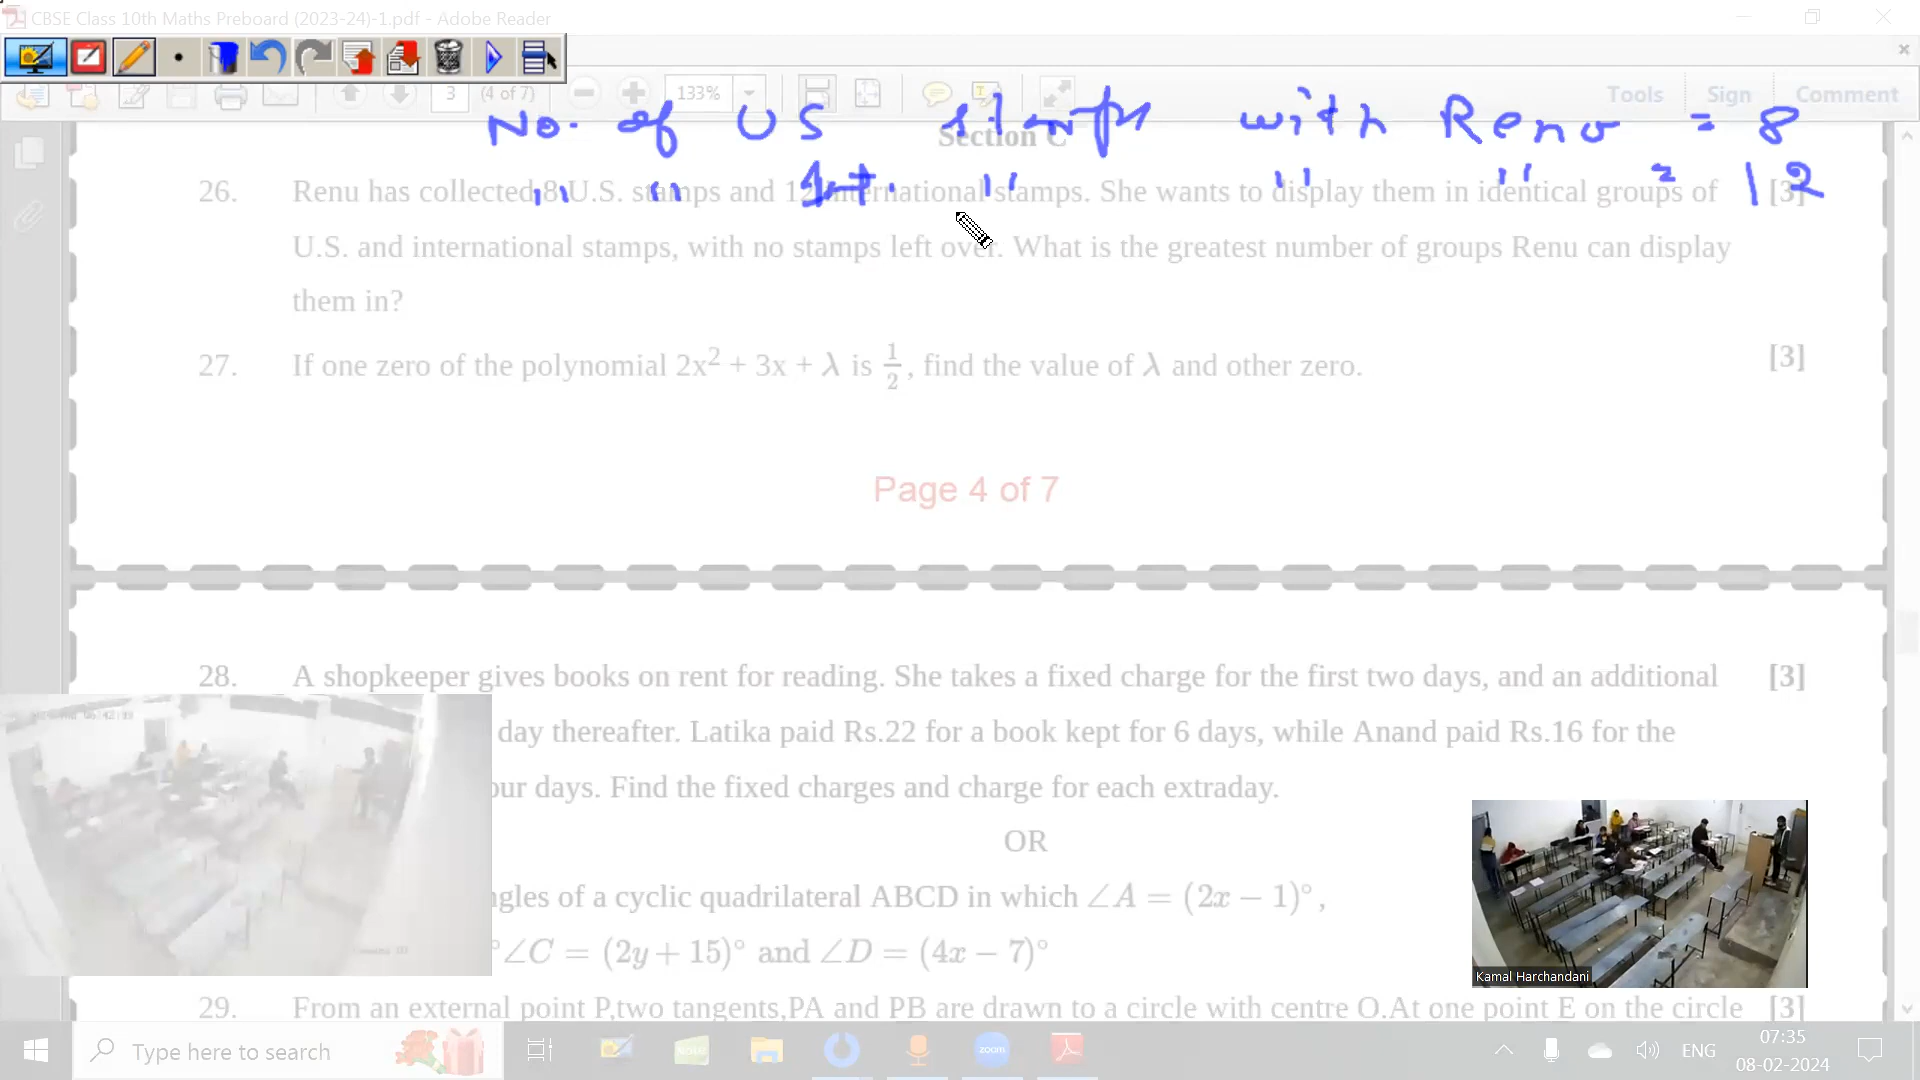 CBSE Class 10th Maths Preboard (2023-24)-1.pdf - Adobe Reader
3 (4 of 7) 133% Tools Sign Comment
No. of US stamps with Renu = 8
" " Int. " " " = 12
Section C
26. Renu has collected 8 U.S. stamps and 12 international stamps. She wants to display them in identical groups of [3]
U.S. and international stamps, with no stamps left over. What is the greatest number of groups Renu can display
them in?
27. If one zero of the polynomial 2x² + 3x + λ is 1/2, find the value of λ and other zero. [3]
Page 4 of 7
28. A shopkeeper gives books on rent for reading. She takes a fixed charge for the first two days, and an additional [3]
day thereafter. Latika paid Rs.22 for a book kept for 6 days, while Anand paid Rs.16 for the
our days. Find the fixed charges and charge for each extraday.
OR
ngles of a cyclic quadrilateral ABCD in which ∠A = (2x − 1)°,
° ∠C = (2y + 15)° and ∠D = (4x − 7)°
Kamal Harchandani
29. From an external point P,two tangents,PA and PB are drawn to a circle with centre O.At one point E on the circle [3]
Type here to search
zoom
ENG
07:35
08-02-2024